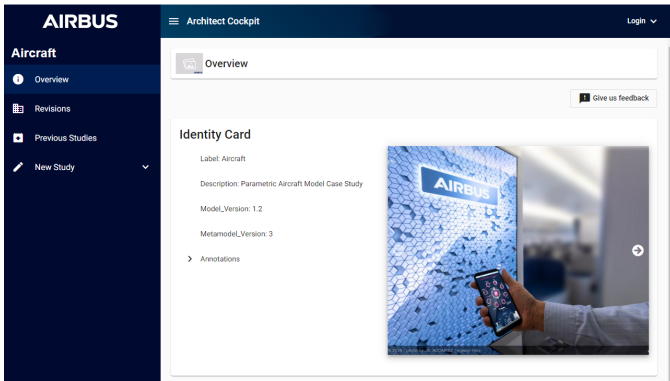 AIRBUS
Architect Cockpit
Login
Aircraft
Overview
Revisions
Previous Studies
New Study
Overview
Give us feedback
Identity Card
Label: Aircraft
Description: Parametric Aircraft Model Case Study
Model_Version: 1.2
Metamodel_Version: 3
Annotations
AIRBUS